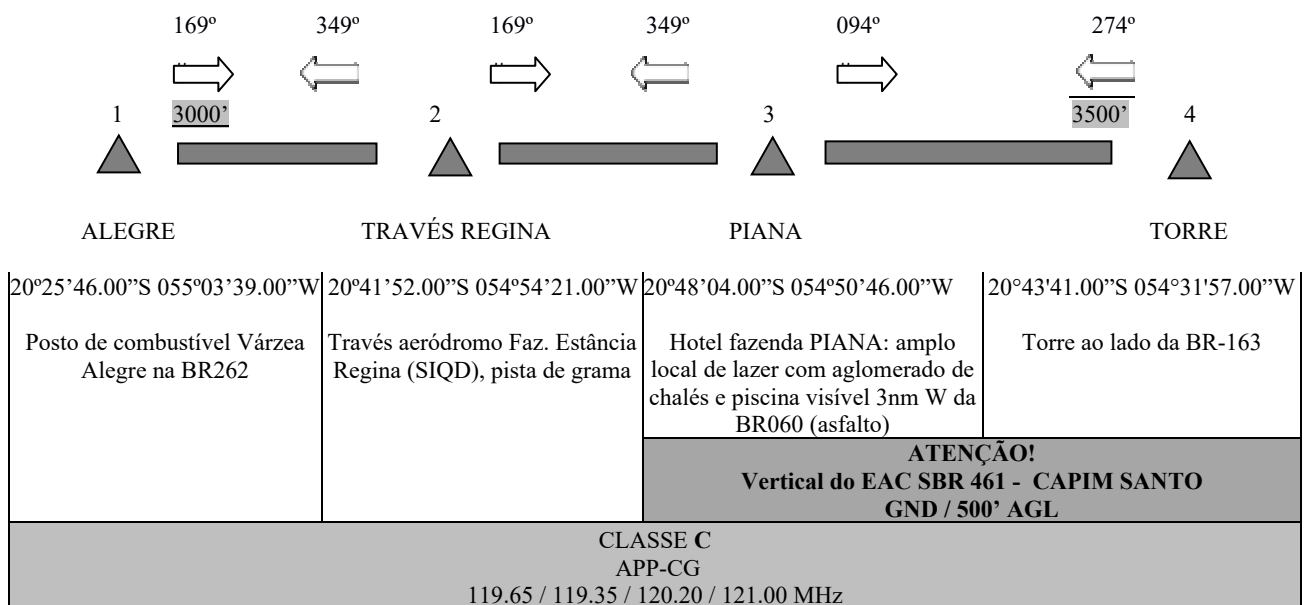 169º 349º 169º 349º 094º 274º
1 3000’ 2 3 3500’ 4
ALEGRE TRAVÉS REGINA PIANA TORRE
20º25’46.00”S 055º03’39.00”W
Posto de combustível Várzea
Alegre na BR262
20º41’52.00”S 054º54’21.00”W
Través aeródromo Faz. Estância
Regina (SIQD), pista de grama
20º48’04.00”S 054º50’46.00”W
Hotel fazenda PIANA: amplo
local de lazer com aglomerado de
chalés e piscina visível 3nm W da
BR060 (asfalto)
20°43'41.00"S 054°31'57.00”W
Torre ao lado da BR-163
ATENÇÃO!
Vertical do EAC SBR 461 - CAPIM SANTO
GND / 500’ AGL
CLASSE C
APP-CG
119.65 / 119.35 / 120.20 / 121.00 MHz